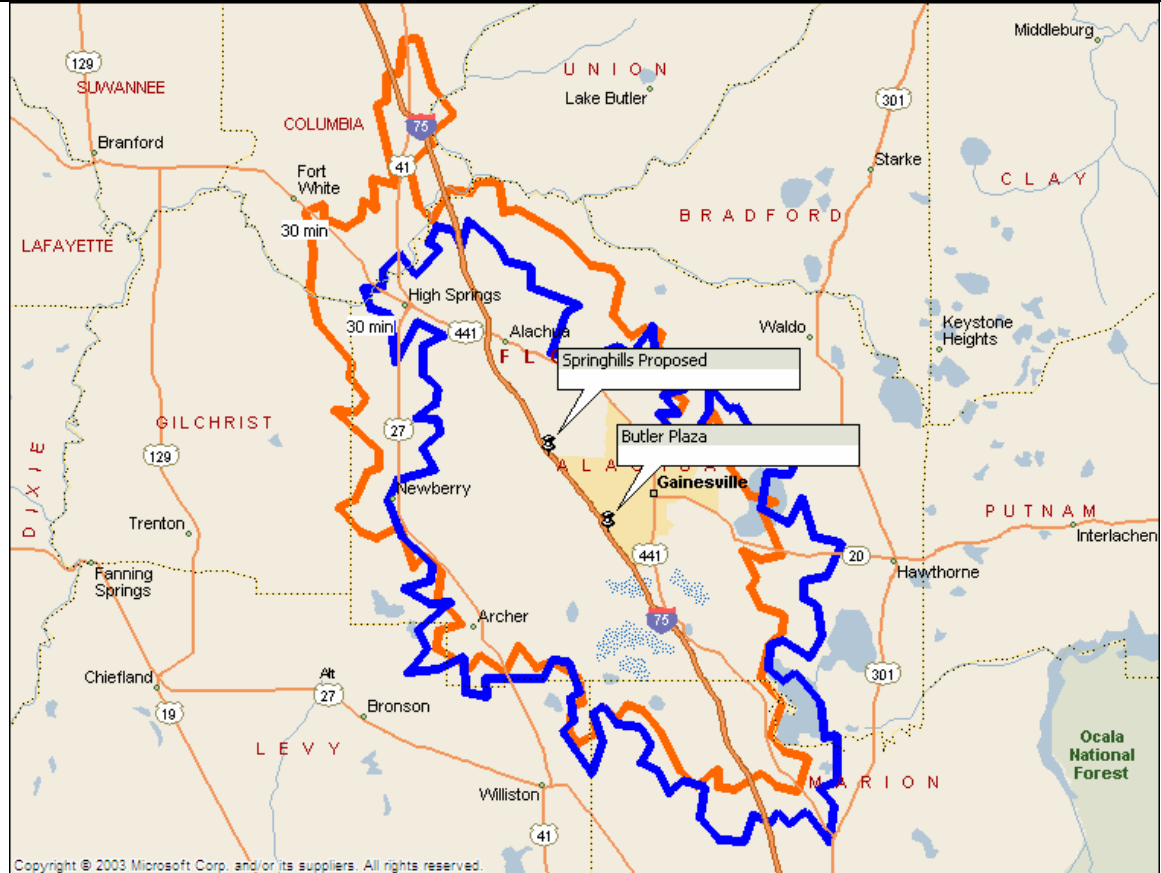 Middleburg
129
UNION
SUWANNEE
Lake Butler
301
COLUMBIA
75
Branford
41
Starke
Fort
White
CLAY
BRADFORD
30 min
LAFAYETTE
High Springs
30 min
441
Alachua
Waldo
Keystone
Heights
Springhills Proposed
GILCHRIST
27
Butler Plaza
129
ALACHUA
DIXIE
Newberry
Gainesville
PUTNAM
Trenton
Interlachen
441
20
Fanning
Springs
Hawthorne
Archer
75
Chiefland
Alt
27
301
19
Bronson
LEVY
Ocala
National
Forest
MARION
Williston
41
Copyright © 2003 Microsoft Corp. and/or its suppliers. All rights reserved.